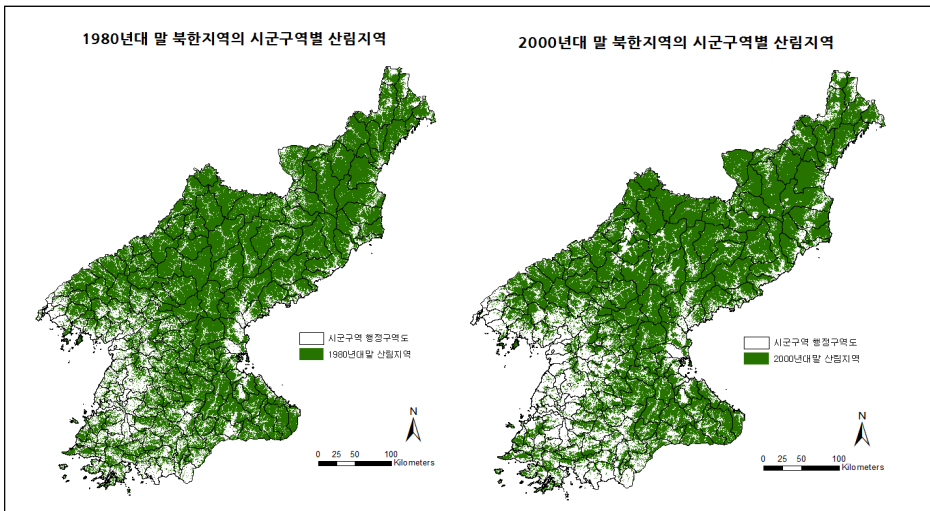 1980년대 말 북한지역의 시군구역별 산림지역
시군구역 행정구역도
1980년대말 산림지역
N
0 25 50 100
Kilometers
2000년대 말 북한지역의 시군구역별 산림지역
시군구역 행정구역도
2000년대말 산림지역
N
0 25 50 100
Kilometers